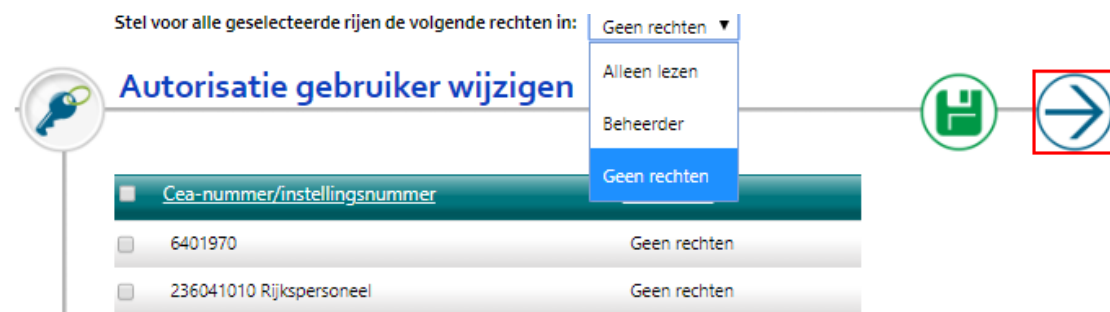 Stel voor alle geselecteerde rijen de volgende rechten in: Geen rechten
Alleen lezen
Beheerder
Geen rechten
Autorisatie gebruiker wijzigen
Cea-nummer/instellingsnummer
6401970 Geen rechten
236041010 Rijkspersoneel Geen rechten